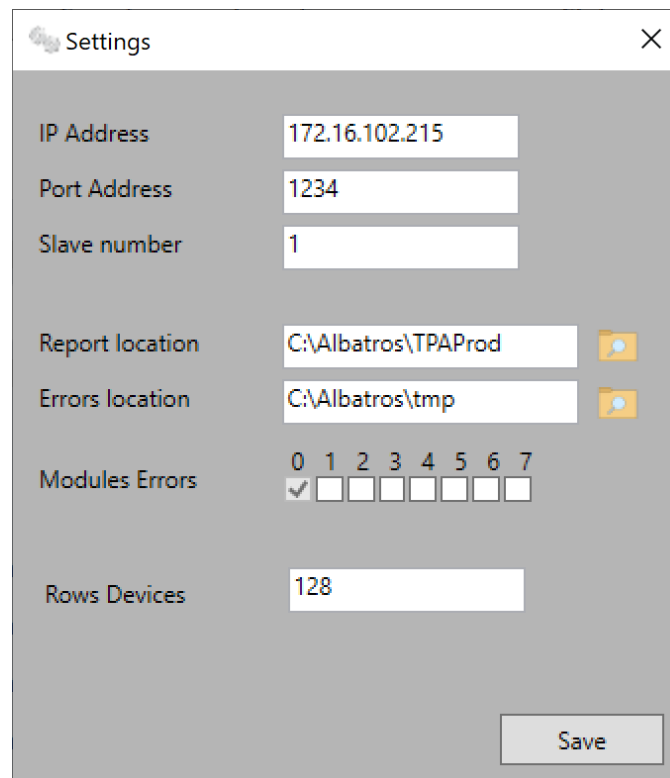 Settings
IP Address 172.16.102.215
Port Address 1234
Slave number 1
Report location C:\Albatros\TPAProd
Errors location C:\Albatros\tmp
0 1 2 3 4 5 6 7
Modules Errors
Rows Devices 128
Save